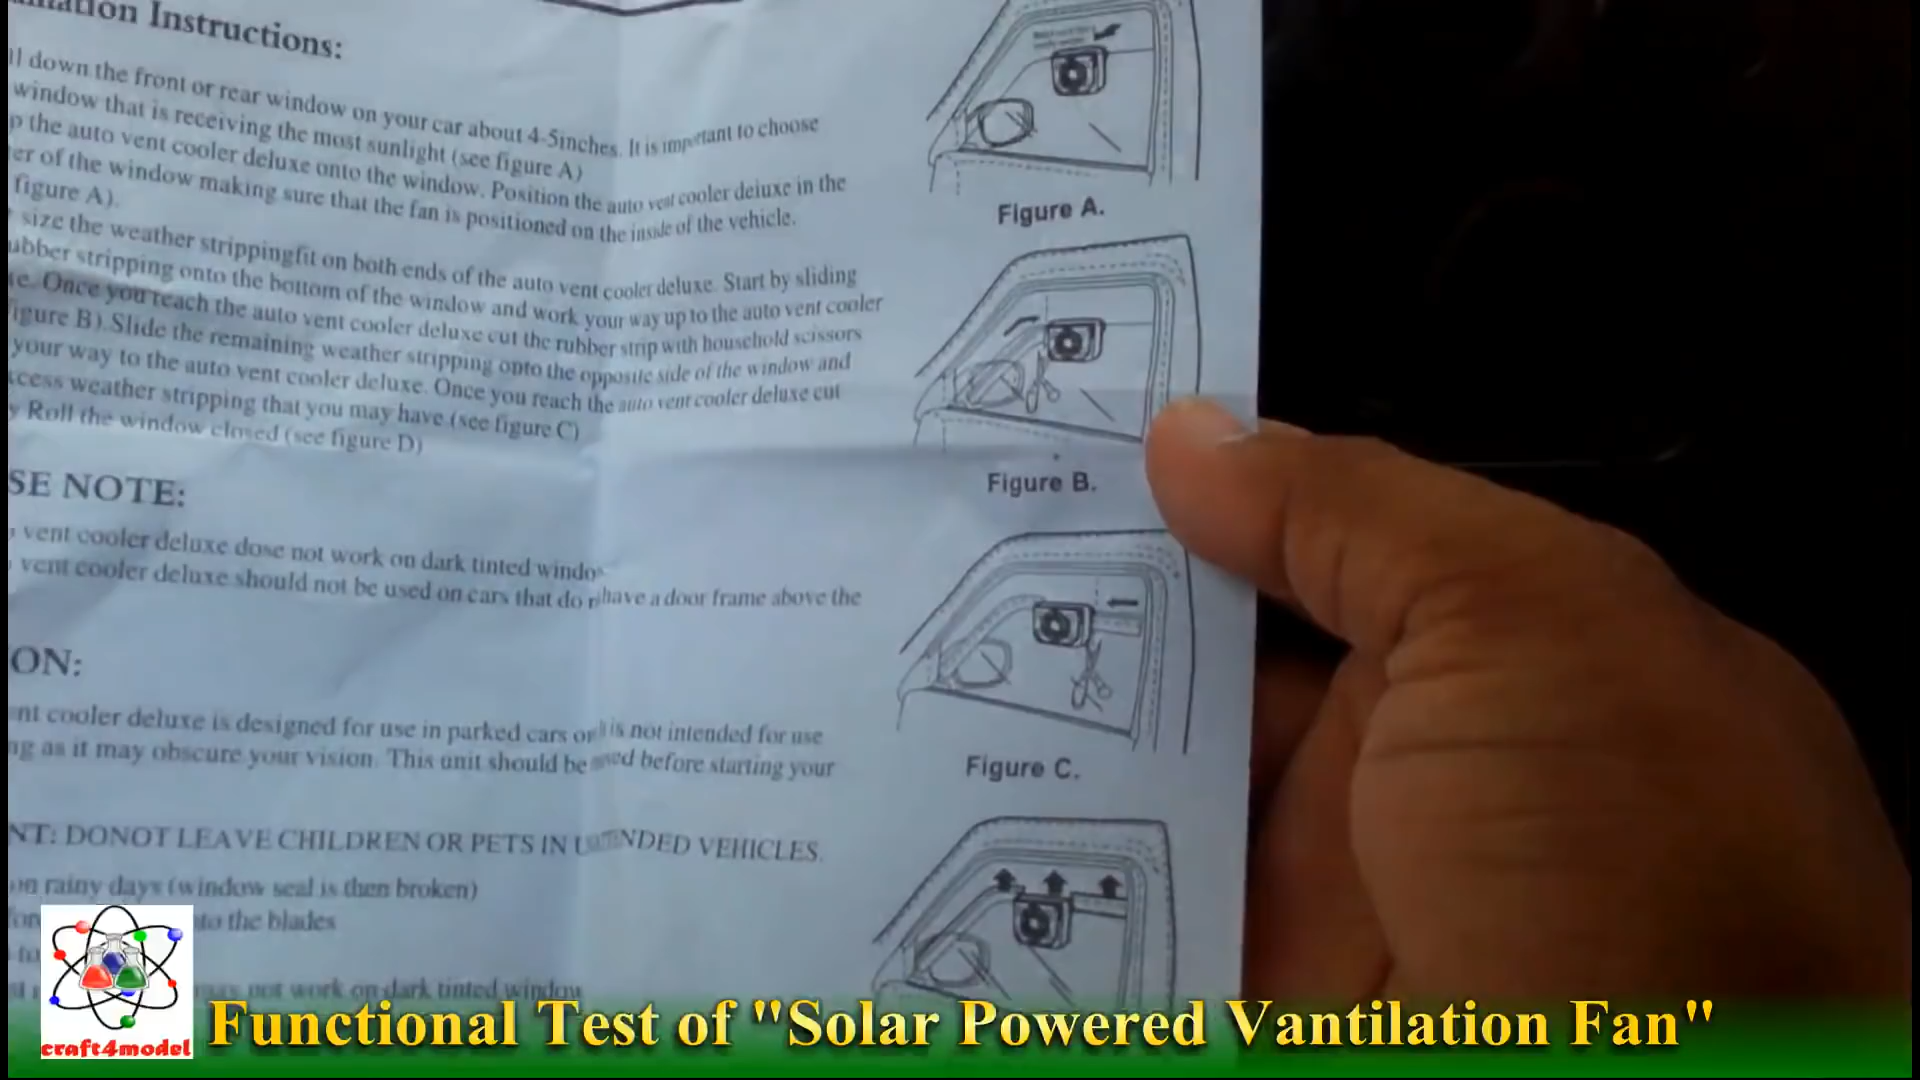 Instructions:
down the front or rear window on your car about 4-5inches. It is important to choose
window that is receiving the most sunlight (see figure A)
the auto vent cooler deluxe onto the window. Position the auto vent cooler deiuxe in the
er of the window making sure that the fan is positioned on the inside of the vehicle.
figure A).
size the weather strippingfit on both ends of the auto vent cooler deluxe. Start by sliding
ubber stripping onto the bottom of the window and work your way up to the auto vent cooler
e. Once you reach the auto vent cooler deluxe cut the rubber strip with household scissors
igure B).Slide the remaining weather stripping onto the opposite side of the window and
your way to the auto vent cooler deluxe. Once you reach the auto vent cooler deluxe cut
xcess weather stripping that you may have (see figure C)
y Roll the window closed (see figure D)
SE NOTE:
vent cooler deluxe dose not work on dark tinted windo
vent cooler deluxe should not be used on cars that do have a door frame above the
ON:
nt cooler deluxe is designed for use in parked cars is not intended for use
ng as it may obscure your vision. This unit should be before starting your
NT: DONOT LEAVE CHILDREN OR PETS IN VEHICLES.
on rainy days (window seal is then broken)
to the blades
not work on dark tinted window
Figure A.
Figure B.
Figure C.
craft4model
Functional Test of "Solar Powered Vantilation Fan"